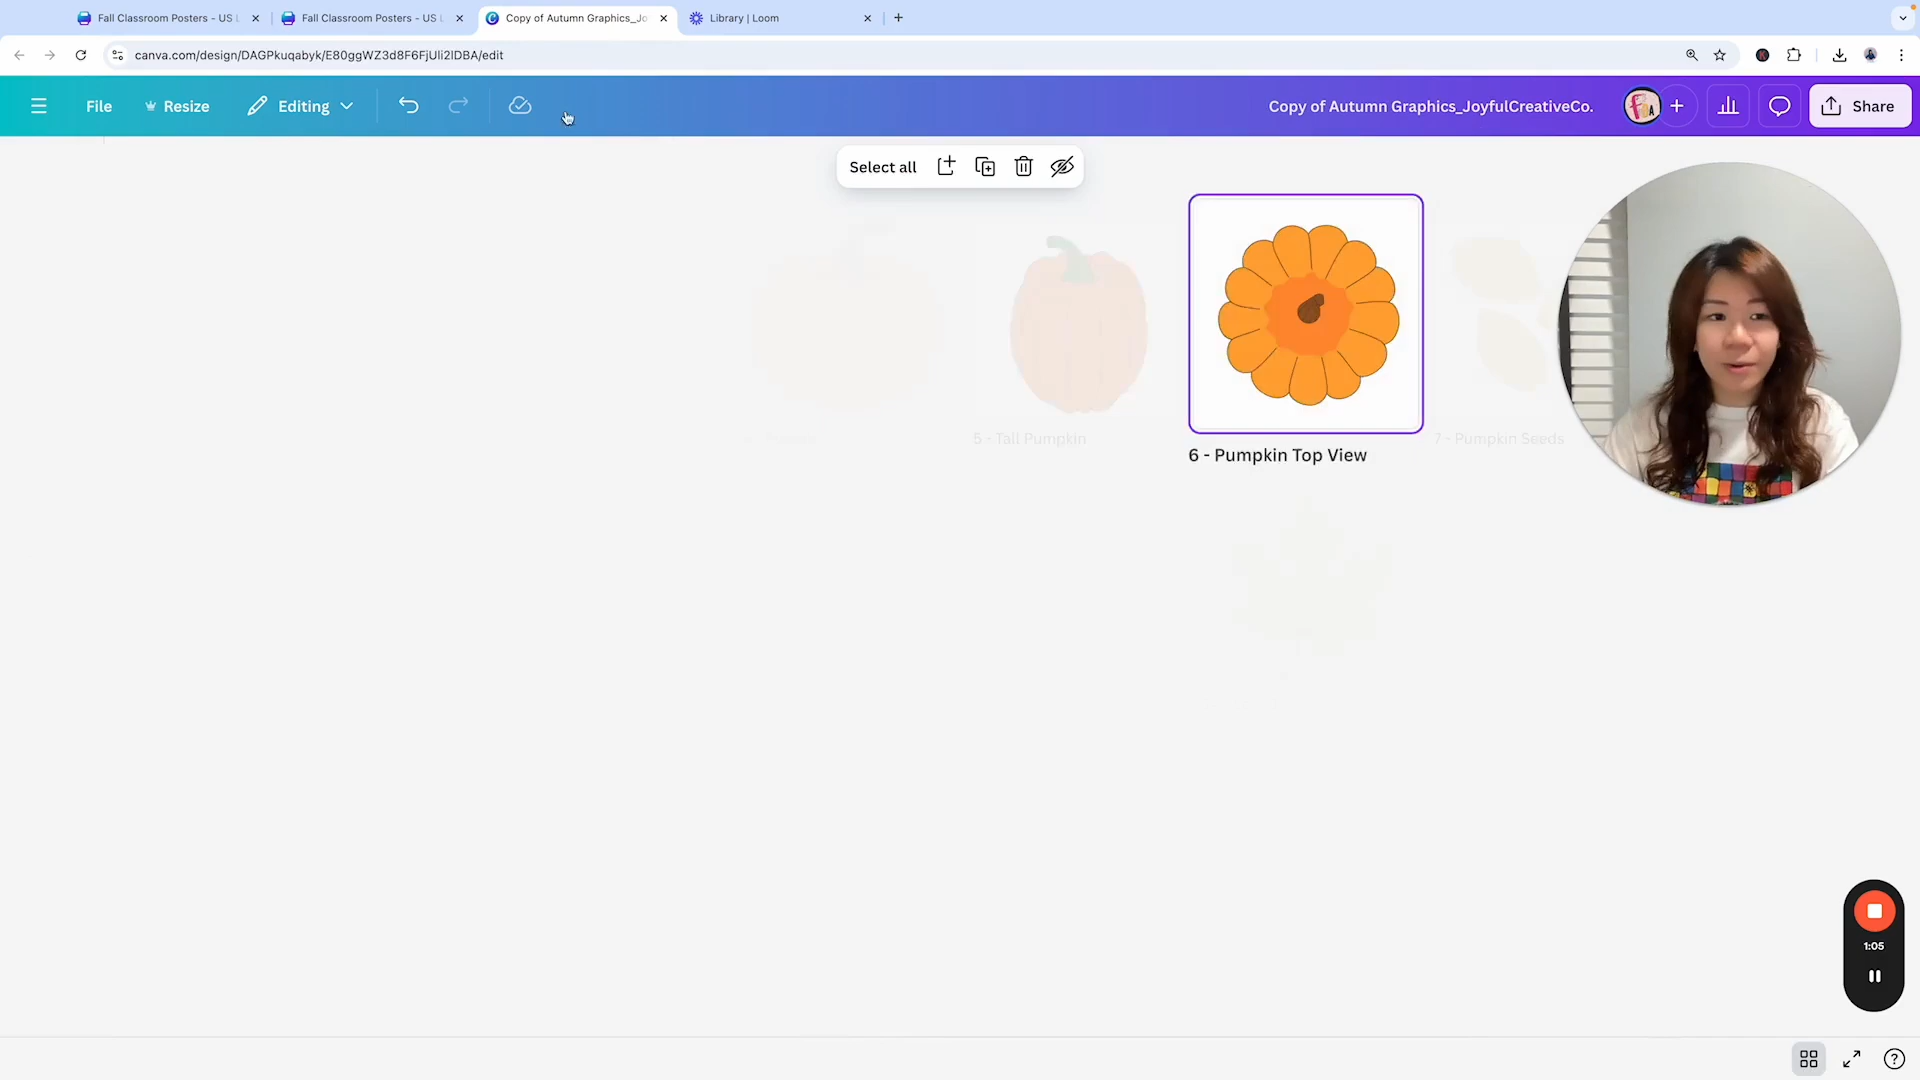 Fall Classroom Posters - US L
Fall Classroom Posters - US L
Copy of Autumn Graphics_Jo
Library | Loom
canva.com/design/DAGPkuqabyk/E80ggWZ3d8F6FjUli2lDBA/edit
File
Resize
Editing
Copy of Autumn Graphics_JoyfulCreativeCo.
Share
Select all
5 - Tall Pumpkin
6 - Pumpkin Top View
7 - Pumpkin Seeds
1:05